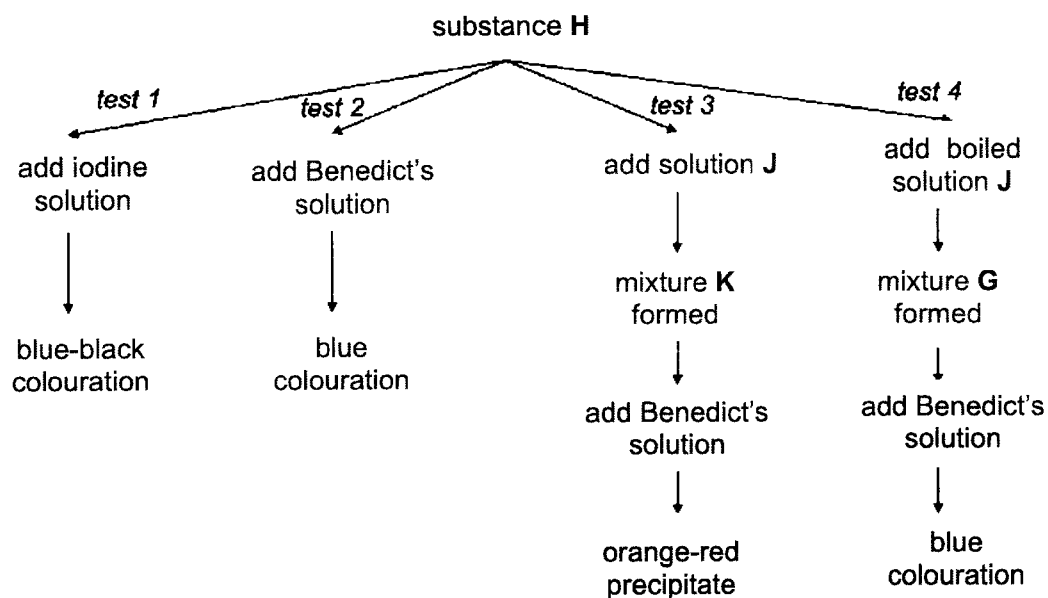 substance H
test 1
test 2
test 3
test 4
add iodine
solution
blue-black
colouration
add Benedict's
solution
blue
colouration
add solution J
mixture K
formed
add Benedict's
solution
orange-red
precipitate
add boiled
solution J
mixture G
formed
add Benedict's
solution
blue
colouration